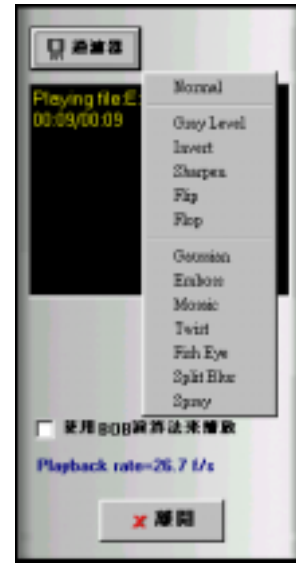 過濾器
Playing file:E:
00:09/00:09
Normal
Gray Level
Invert
Sharpen
Flip
Flop
Gaussian
Emboss
Mosaic
Twist
Fish Eye
Split Blur
Spray
使用BOB演算法來播放
Playback rate=26.7 f/s
離開